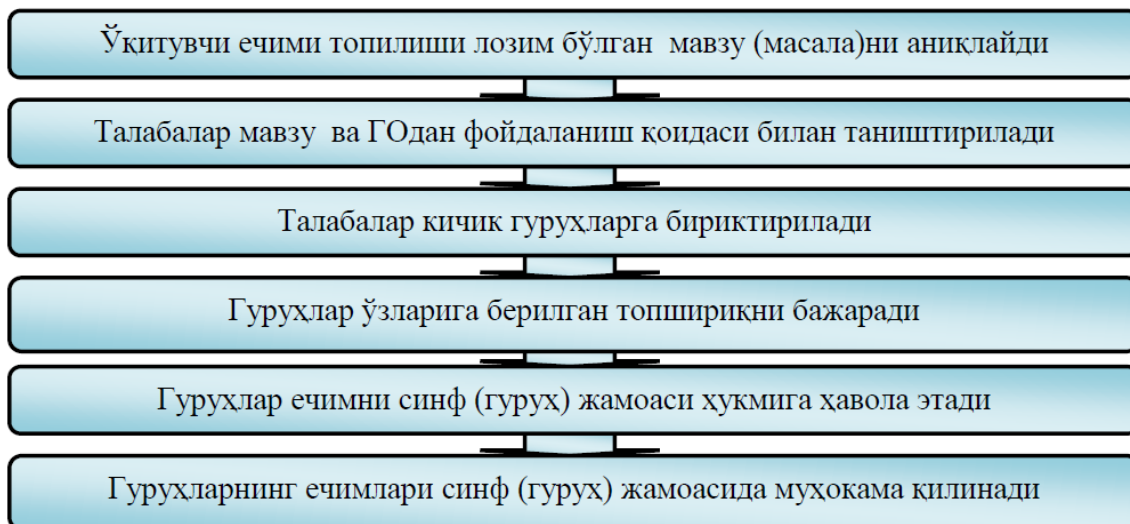 Ўқитувчи ечими топилиши лозим бўлган мавзу (масала)ни аниқлайди
Талабалар мавзу ва ГОдан фойдаланиш қоидаси билан таништирилади
Талабалар кичик гуруҳларга бириктирилади
Гуруҳлар ўзларига берилган топшириқни бажаради
Гуруҳлар ечимни синф (гуруҳ) жамоаси ҳукмига ҳавола этади
Гуруҳларнинг ечимлари синф (гуруҳ) жамоасида муҳокама қилинади